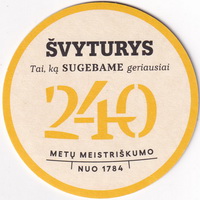 ŠVYTURYS
Tai, ką SUGEBAME geriausiai
240
METŲ MEISTRIŠKUMO
NUO 1784